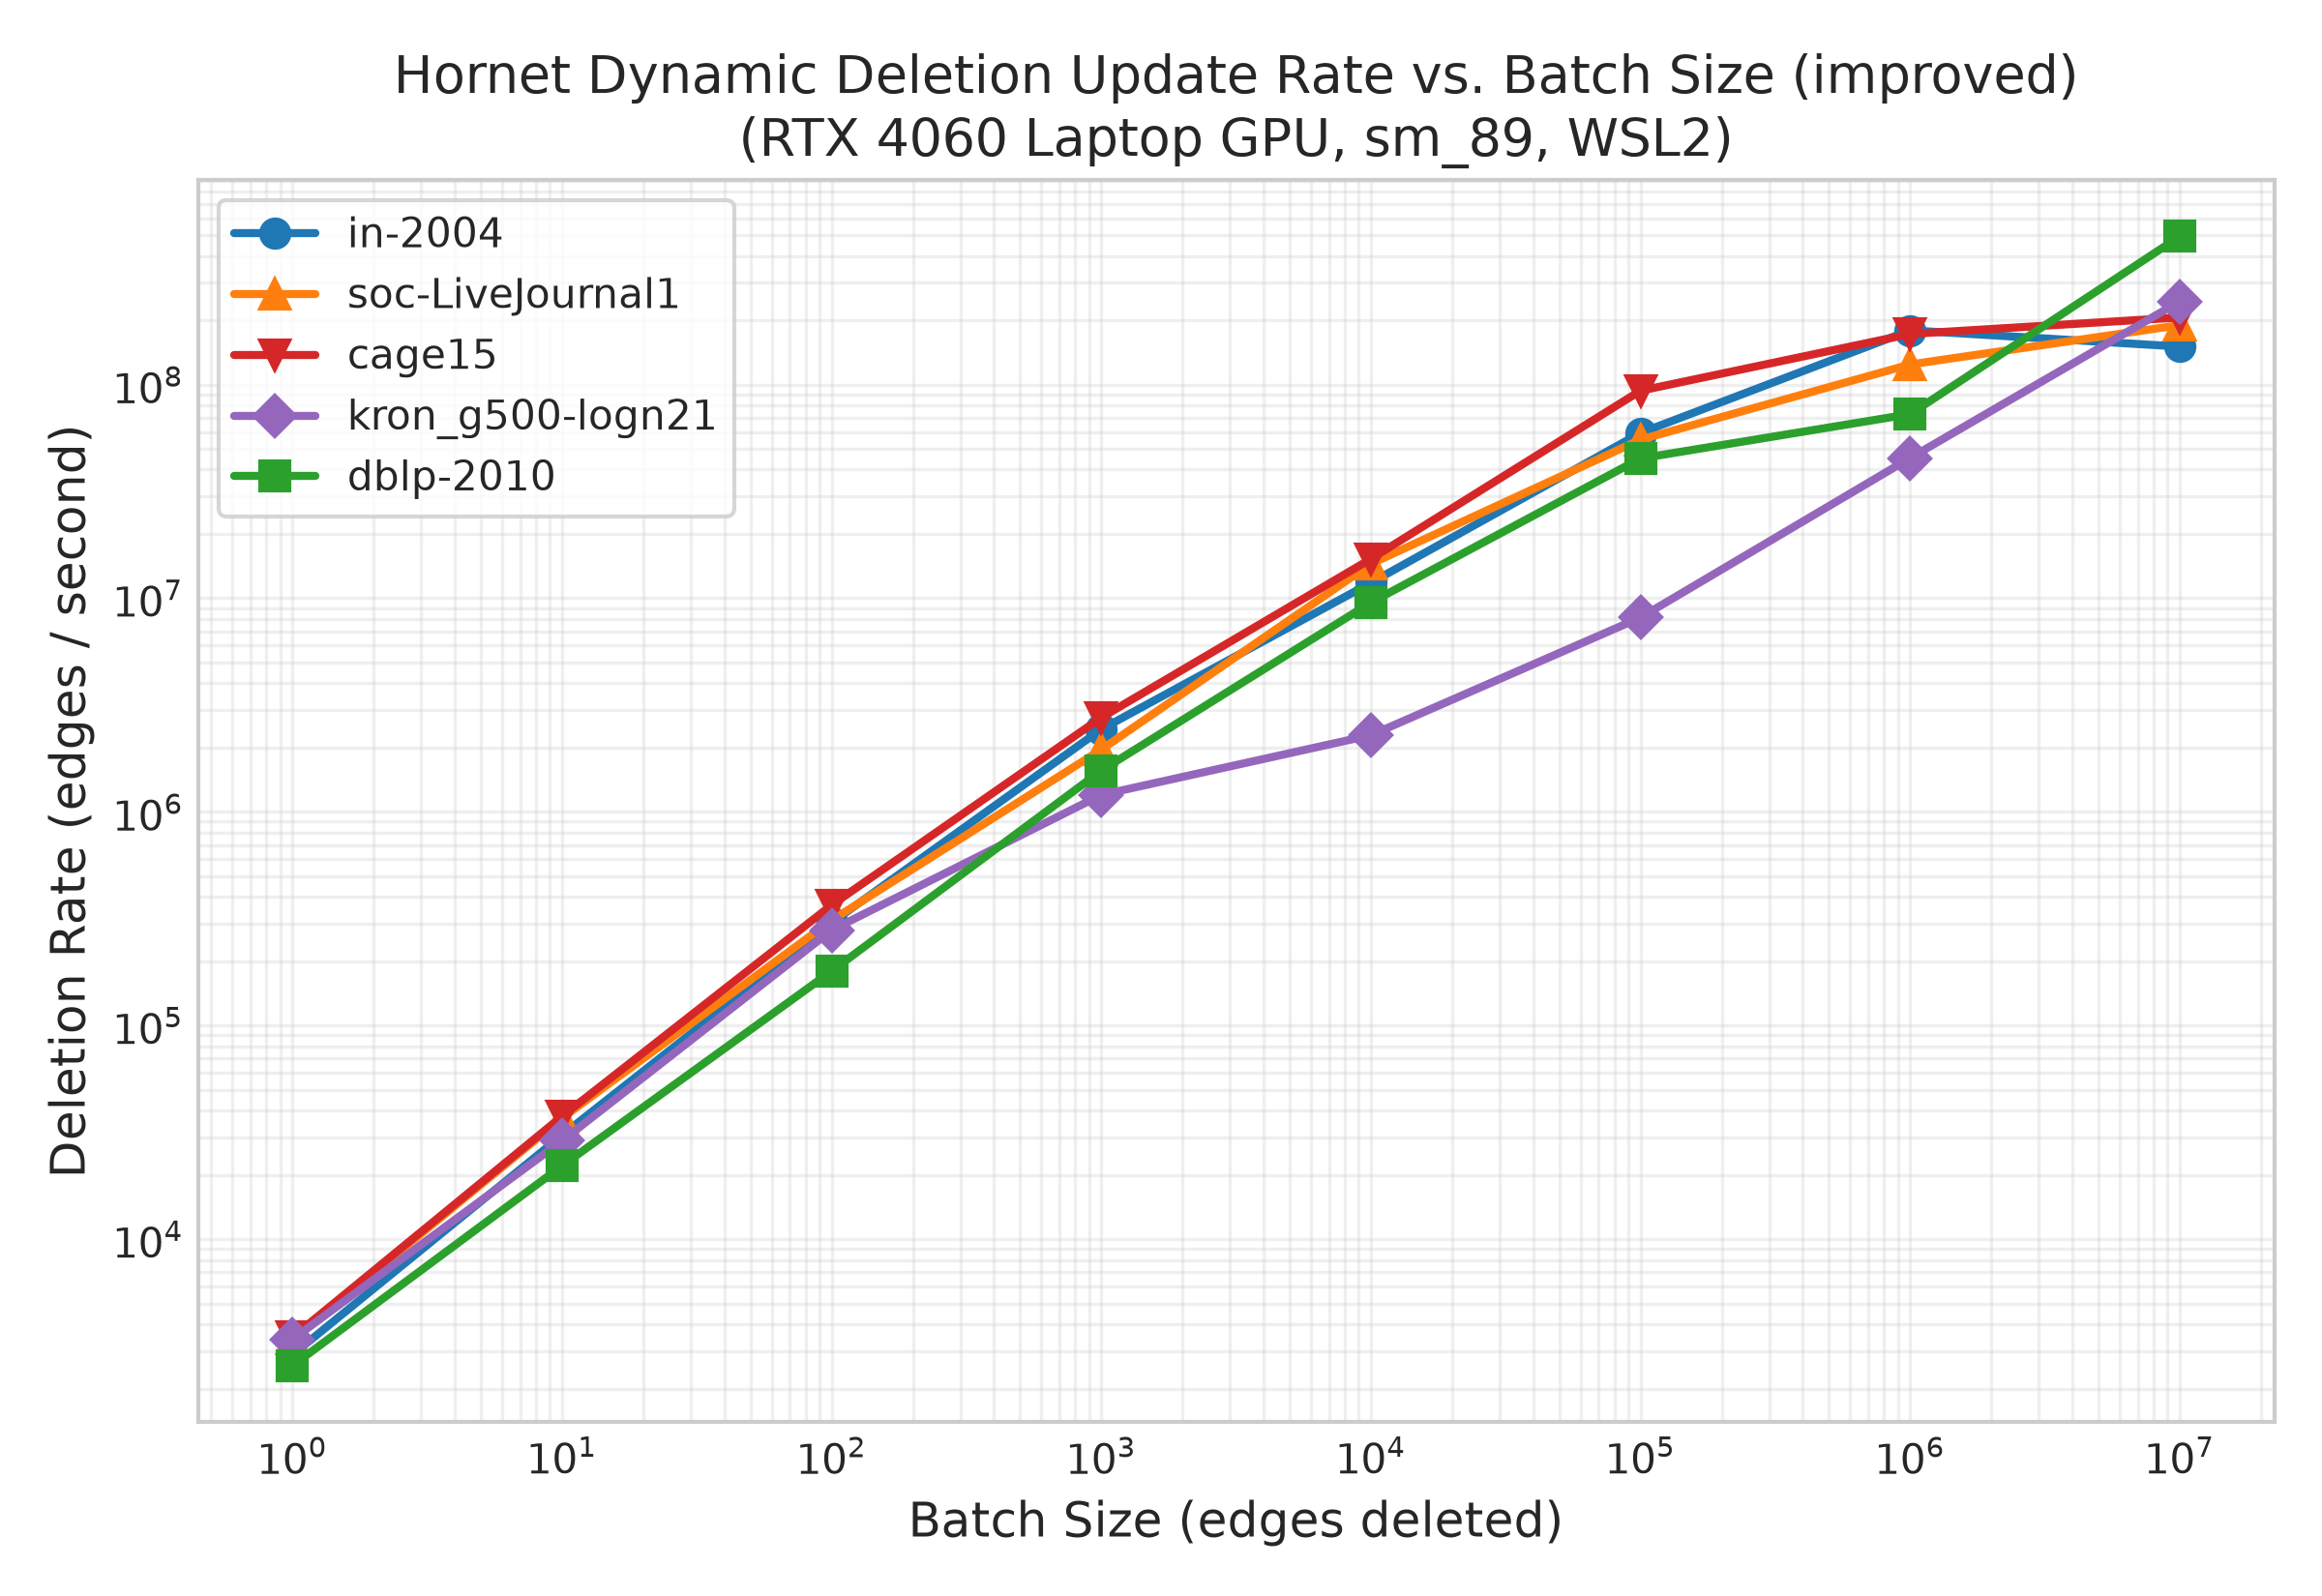 Hornet Dynamic Deletion Update Rate vs. Batch Size (improved)
(RTX 4060 Laptop GPU, sm_89, WSL2)
in-2004
soc-LiveJournal1
cage15
kron_g500-logn21
dblp-2010
Deletion Rate (edges / second)
10⁸
10⁷
10⁶
10⁵
10⁴
10⁰ 10¹ 10² 10³ 10⁴ 10⁵ 10⁶ 10⁷
Batch Size (edges deleted)